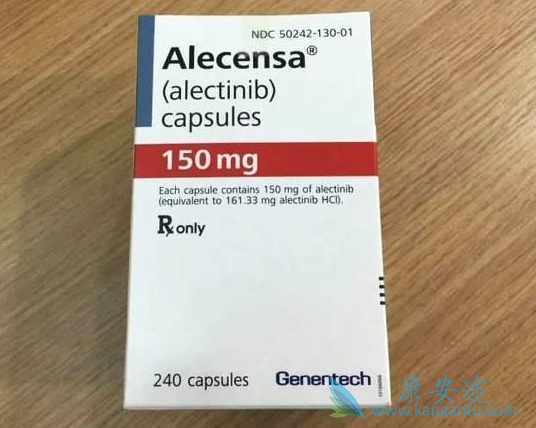 NDC 50242-130-01
Alecensa®
(alectinib)
capsules
150 mg
Each capsule contains 150 mg of alectinib
(equivalent to 161.33 mg alectinib HCl).
Rx only
240 capsules
Genentech
康安途
www.kangantu.com